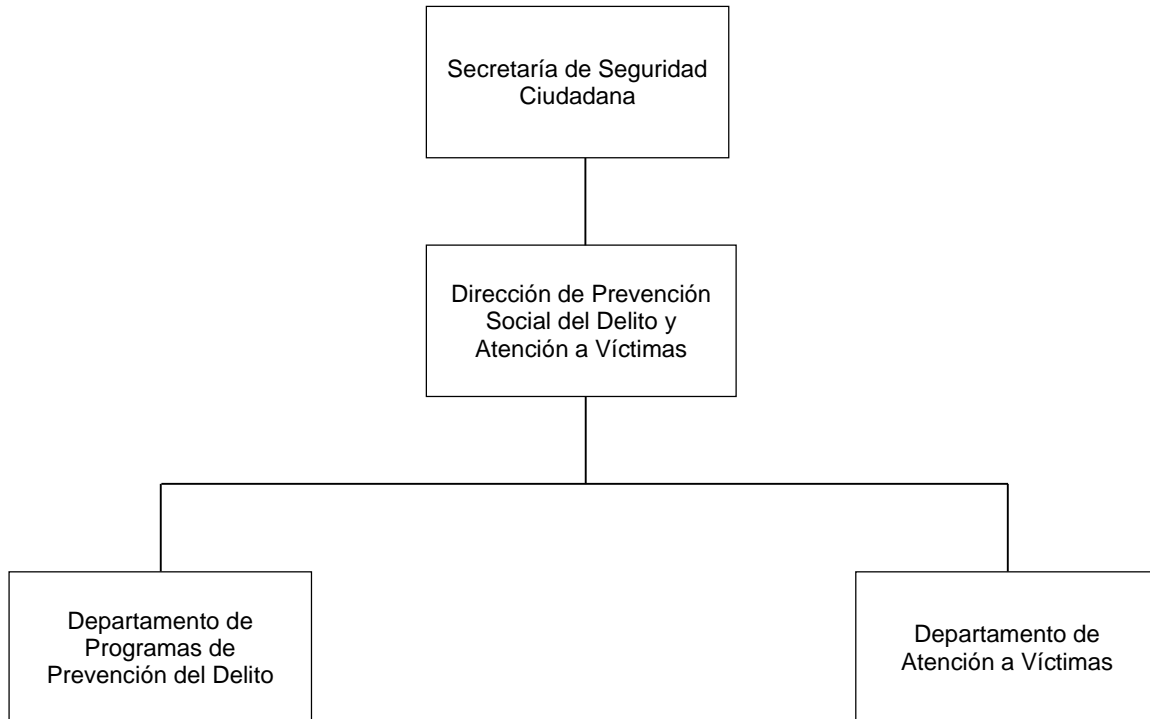 Secretaría de Seguridad
Ciudadana
Dirección de Prevención
Social del Delito y
Atención a Víctimas
Departamento de
Programas de
Prevención del Delito
Departamento de
Atención a Víctimas